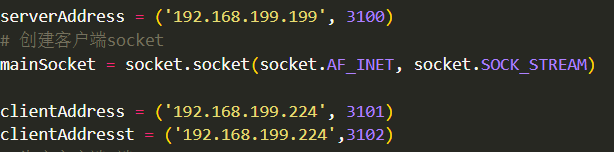 serverAddress = ('192.168.199.199', 3100)
# 创建客户端socket
mainSocket = socket.socket(socket.AF_INET, socket.SOCK_STREAM)
clientAddress = ('192.168.199.224', 3101)
clientAddresst = ('192.168.199.224',3102)